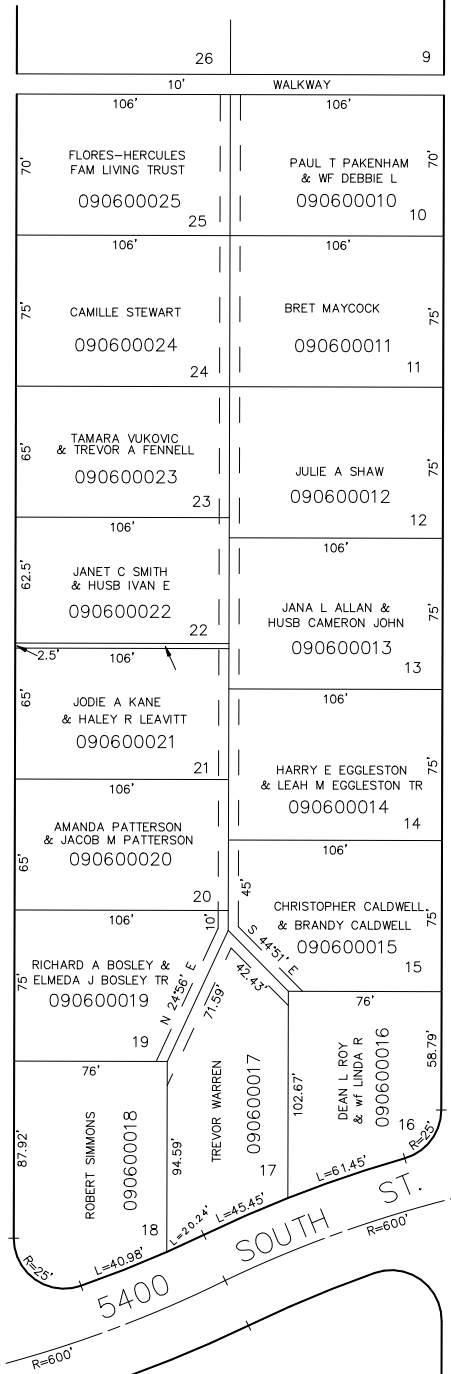 26
9
10' WALKWAY
106'
106'
70'
FLORES-HERCULES
FAM LIVING TRUST
090600025
25
PAUL T PAKENHAM
& WF DEBBIE L
090600010
10
70'
106'
106'
75'
CAMILLE STEWART
090600024
24
BRET MAYCOCK
090600011
11
75'
65'
TAMARA VUKOVIC
& TREVOR A FENNELL
090600023
23
JULIE A SHAW
090600012
12
75'
106'
106'
62.5'
JANET C SMITH
& HUSB IVAN E
090600022
22
JANA L ALLAN &
HUSB CAMERON JOHN
090600013
13
75'
2.5'
106'
65'
JODIE A KANE
& HALEY R LEAVITT
090600021
21
106'
HARRY E EGGLESTON
& LEAH M EGGLESTON TR
090600014
14
75'
106'
AMANDA PATTERSON
& JACOB M PATTERSON
090600020
65'
20
106'
45'
CHRISTOPHER CALDWELL
& BRANDY CALDWELL
090600015
15
75'
106'
10'
RICHARD A BOSLEY &
ELMEDA J BOSLEY TR
090600019
75'
19
N 24°56' E
71.59'
S 44°51' E
42.43'
76'
76'
87.92'
ROBERT SIMMONS
090600018
18
94.59'
TREVOR WARREN
090600017
17
102.67'
DEAN L ROY
& wf LINDA R
090600016
16
58.79'
R=25'
L=61.45'
L=45.45'
L=20.24'
L=40.98'
R=25'
5400 SOUTH ST.
R=600'
R=600'